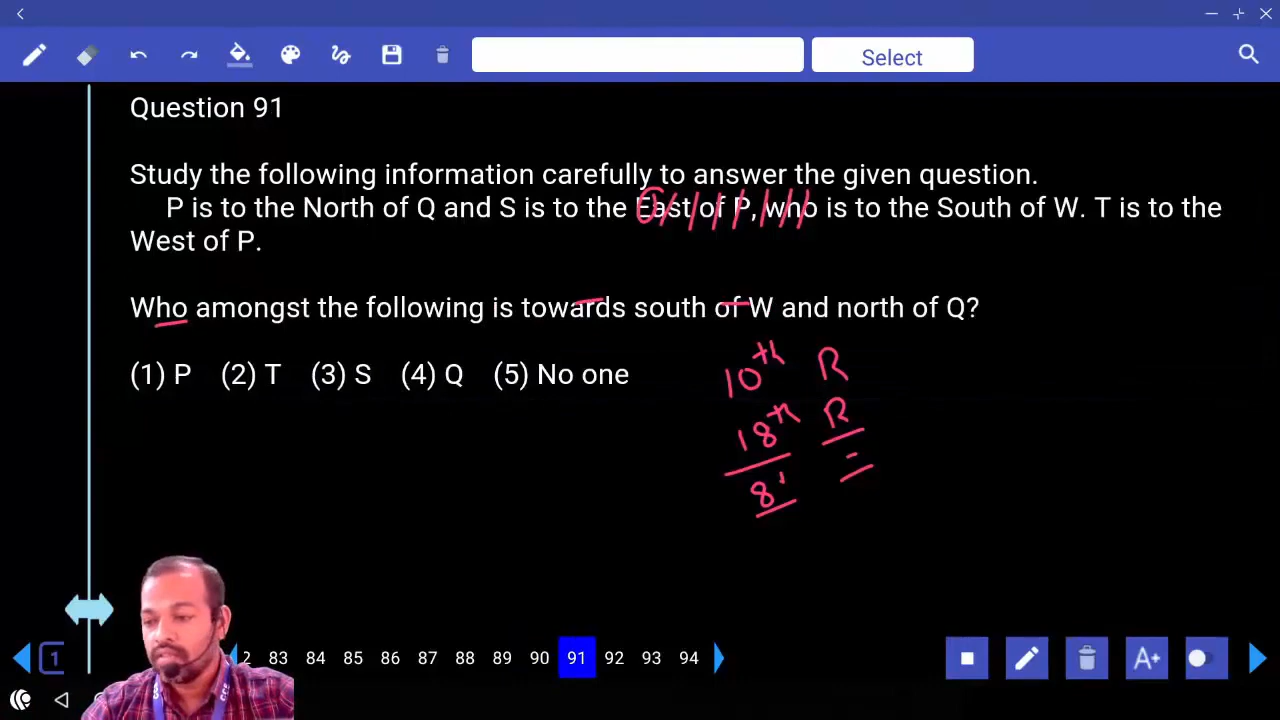 Select
Question 91
Study the following information carefully to answer the given question.
P is to the North of Q and S is to the East of P, who is to the South of W. T is to the
West of P.
Who amongst the following is towards south of W and north of Q?
(1) P (2) T (3) S (4) Q (5) No one
10th R
18th R
8
1 2 83 84 85 86 87 88 89 90 91 92 93 94 A+